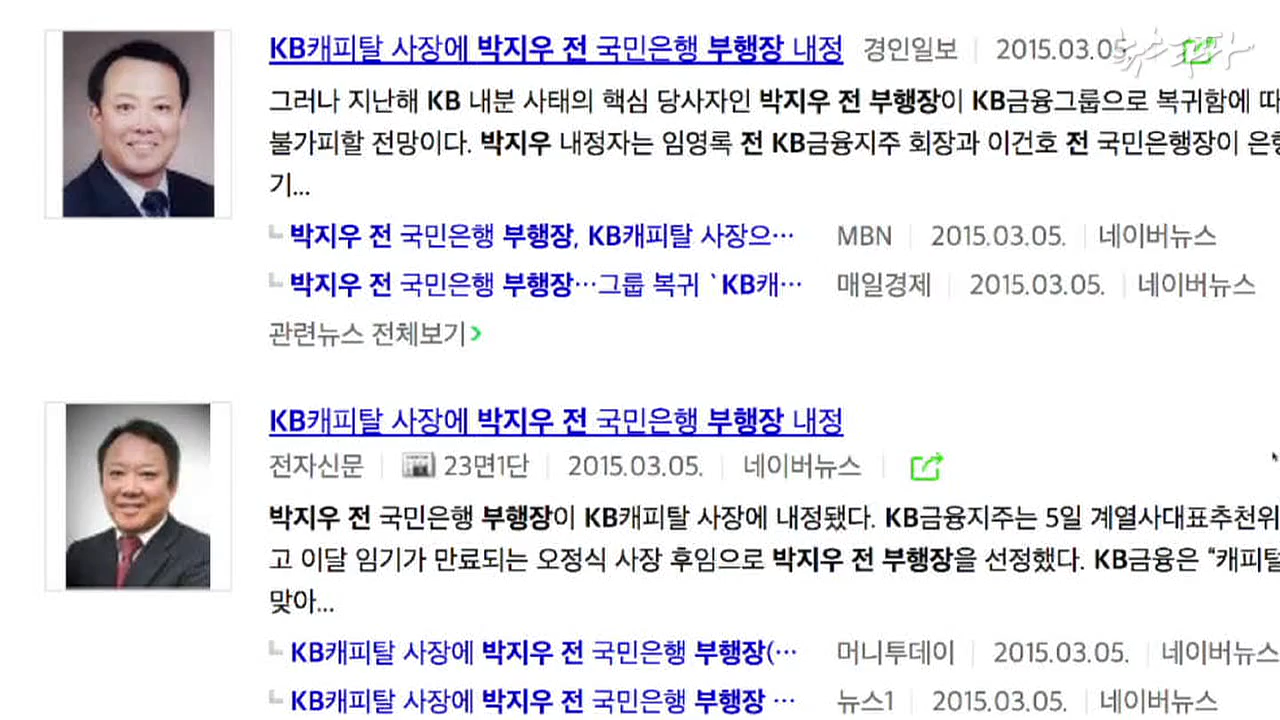 KB캐피탈 사장에 박지우 전 국민은행 부행장 내정 경인일보 2015.03.05.
뉴스타파
그러나 지난해 KB 내분 사태의 핵심 당사자인 박지우 전 부행장이 KB금융그룹으로 복귀함에 따
불가피할 전망이다. 박지우 내정자는 임영록 전 KB금융지주 회장과 이건호 전 국민은행장이 은행
기...
박지우 전 국민은행 부행장, KB캐피탈 사장으… MBN 2015.03.05. 네이버뉴스
박지우 전 국민은행 부행장…그룹 복귀 `KB캐… 매일경제 2015.03.05. 네이버뉴스
관련뉴스 전체보기
KB캐피탈 사장에 박지우 전 국민은행 부행장 내정
전자신문 23면1단 2015.03.05. 네이버뉴스
박지우 전 국민은행 부행장이 KB캐피탈 사장에 내정됐다. KB금융지주는 5일 계열사대표추천위
고 이달 임기가 만료되는 오정식 사장 후임으로 박지우 전 부행장을 선정했다. KB금융은 “캐피탈
맞아...
KB캐피탈 사장에 박지우 전 국민은행 부행장(… 머니투데이 2015.03.05. 네이버뉴스
KB캐피탈 사장에 박지우 전 국민은행 부행장 … 뉴스1 2015.03.05. 네이버뉴스